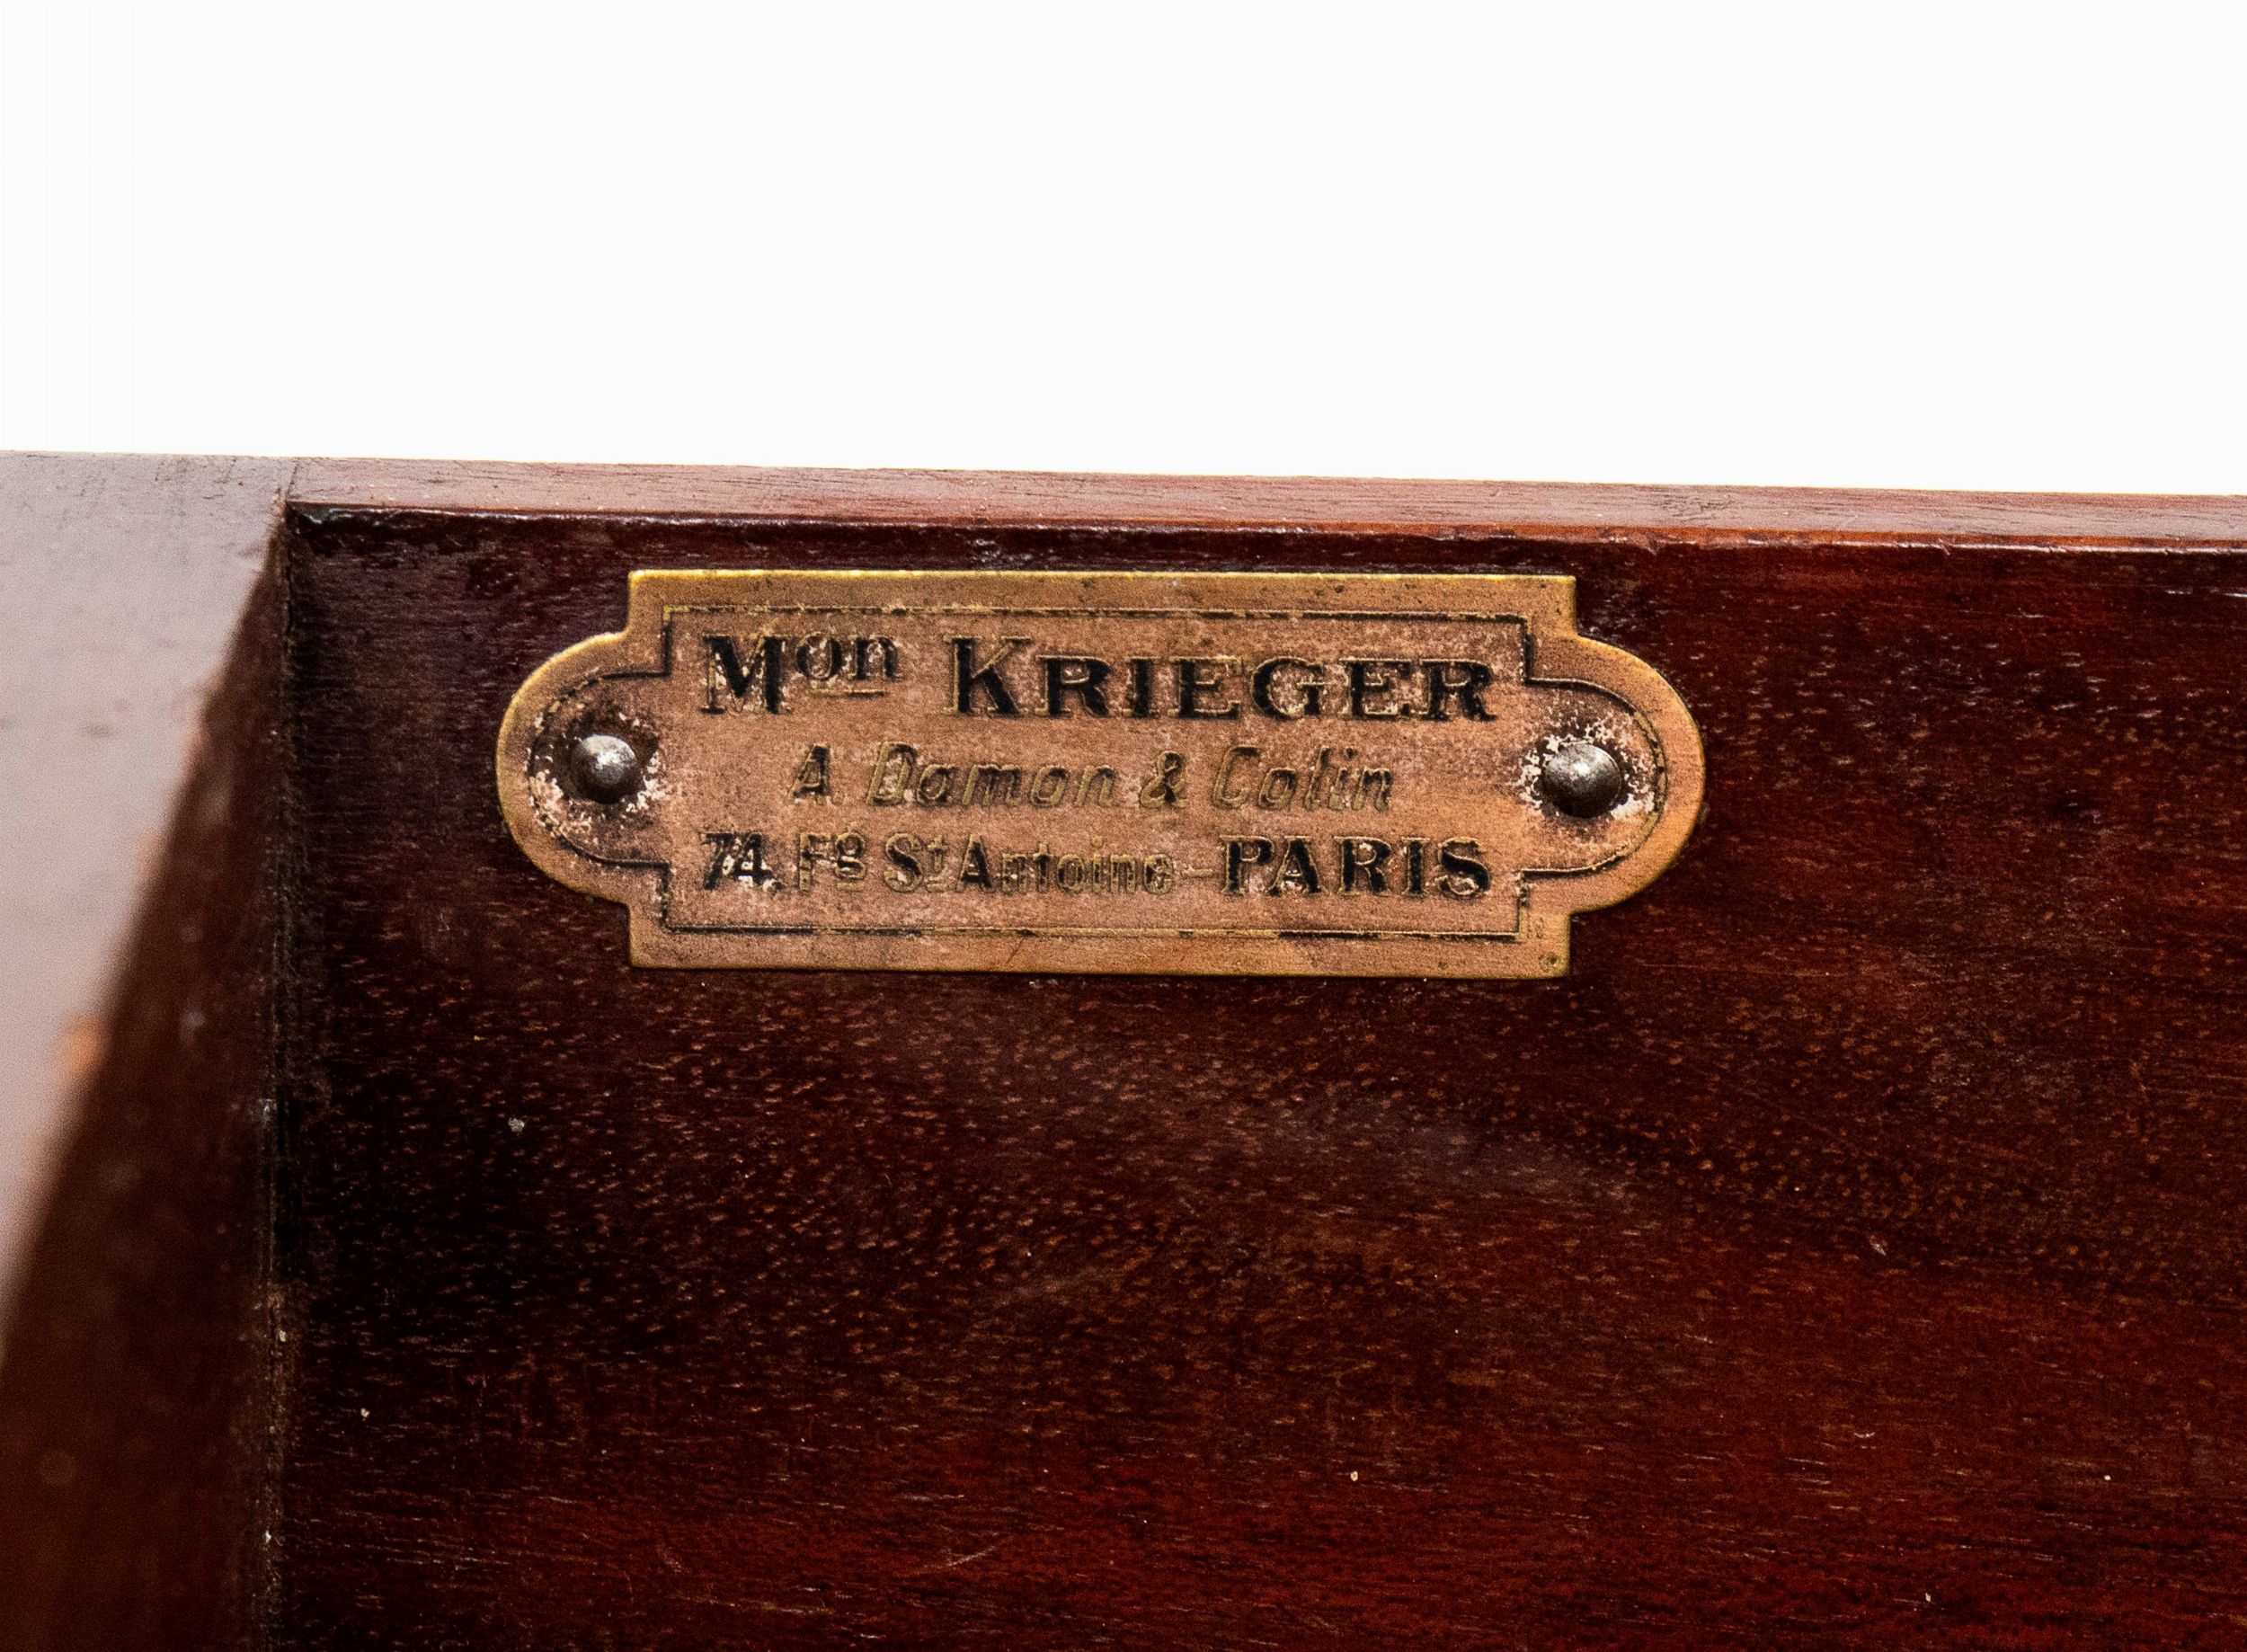 Mon KRIEGER
A. Damon & Colin
74. Fg St Antoine - PARIS